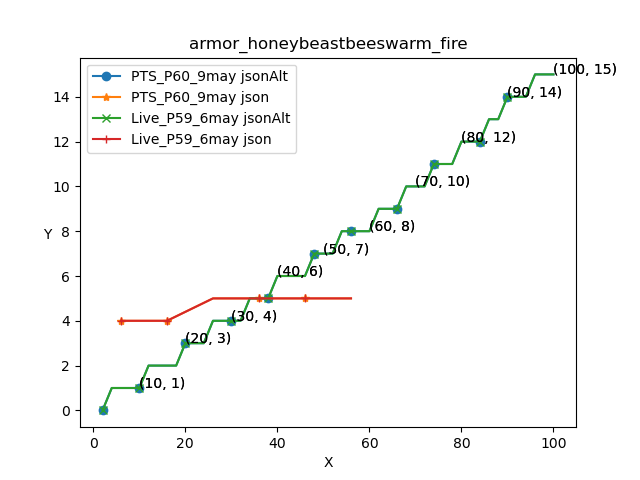 armor_honeybeastbeeswarm_fire
PTS_P60_9may jsonAlt
PTS_P60_9may json
Live_P59_6may jsonAlt
Live_P59_6may json
(100, 15)
(90, 14)
(80, 12)
(70, 10)
(60, 8)
(50, 7)
(40, 6)
(30, 4)
(20, 3)
(10, 1)
14
12
10
8
6
4
2
0
Y
0 20 40 60 80 100
X